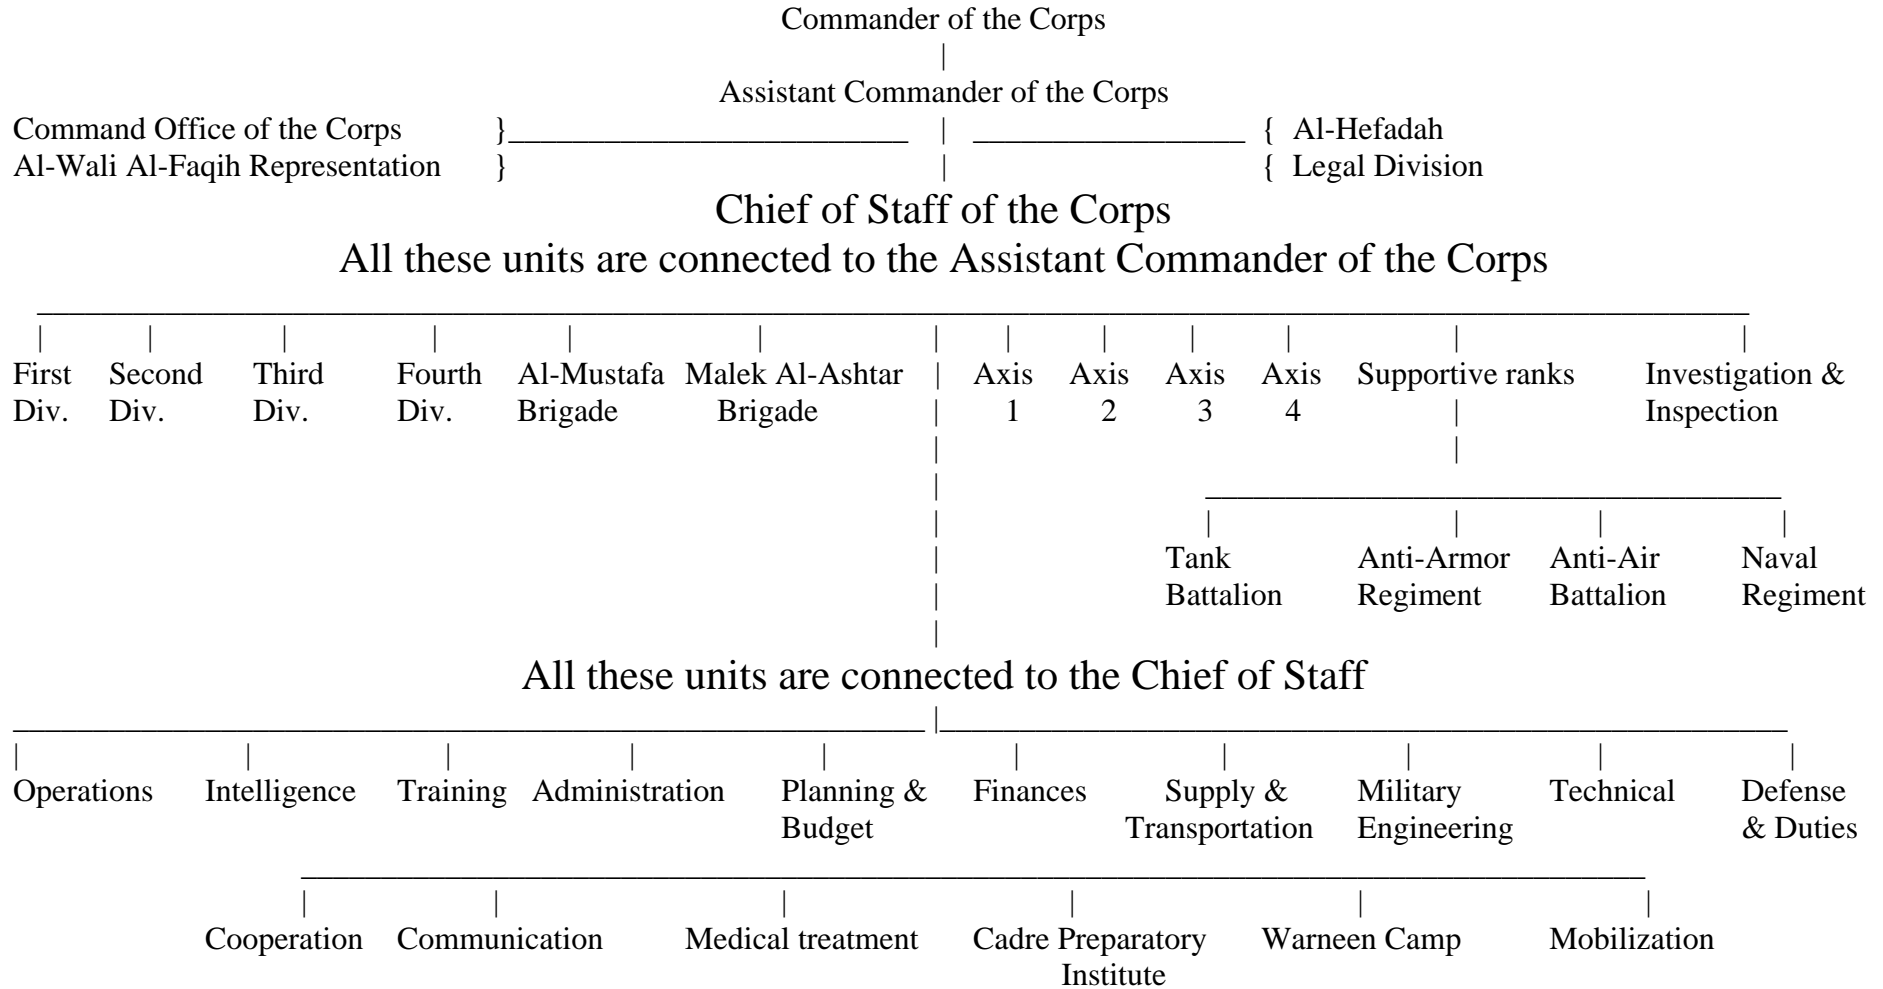 Commander of the Corps
Assistant Commander of the Corps
Command Office of the Corps } { Al-Hefadah
Al-Wali Al-Faqih Representation } { Legal Division
Chief of Staff of the Corps
All these units are connected to the Assistant Commander of the Corps
First Second Third Fourth Al-Mustafa Malek Al-Ashtar Axis Axis Axis Axis Supportive ranks Investigation &
Div. Div. Div. Div. Brigade Brigade 1 2 3 4 Inspection
Tank Anti-Armor Anti-Air Naval
Battalion Regiment Battalion Regiment
All these units are connected to the Chief of Staff
Operations Intelligence Training Administration Planning & Finances Supply & Military Technical Defense
Budget Transportation Engineering & Duties
Cooperation Communication Medical treatment Cadre Preparatory Warneen Camp Mobilization
Institute